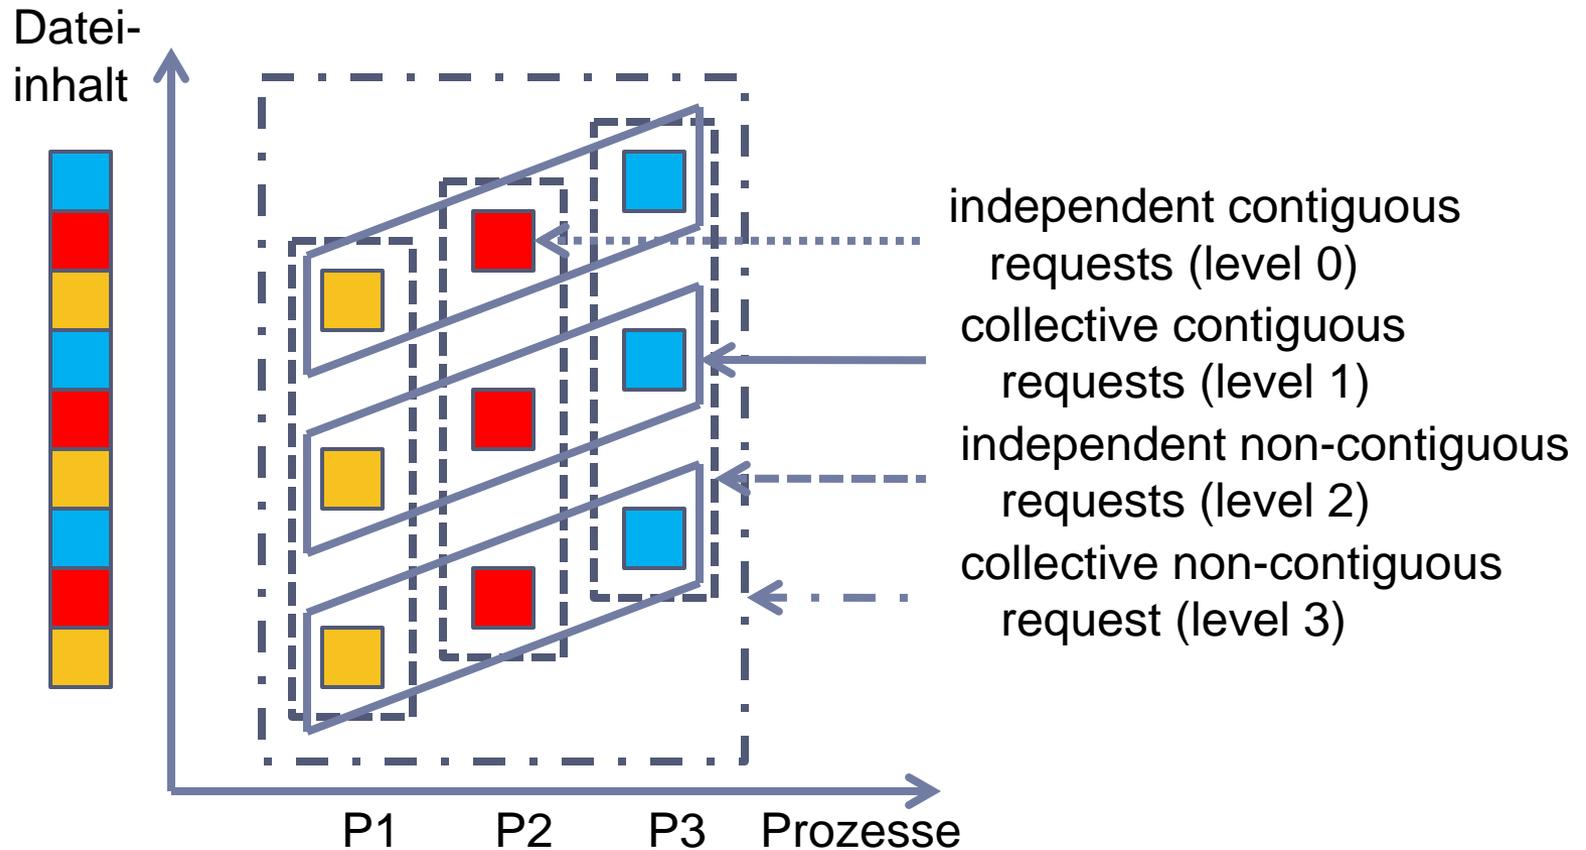 Datei-
inhalt
independent contiguous
requests (level 0)
collective contiguous
requests (level 1)
independent non-contiguous
requests (level 2)
collective non-contiguous
request (level 3)
P1 P2 P3 Prozesse